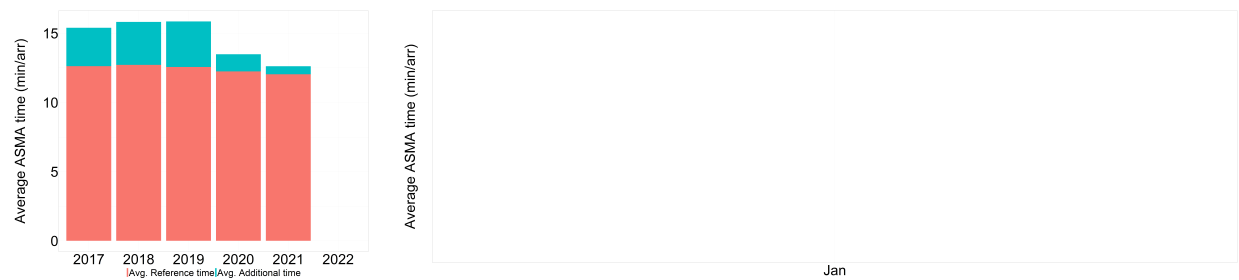 Average ASMA time (min/arr)
15
10
5
0
2017 2018 2019 2020 2021 2022
Avg. Reference time Avg. Additional time
Average ASMA time (min/arr)
Jan